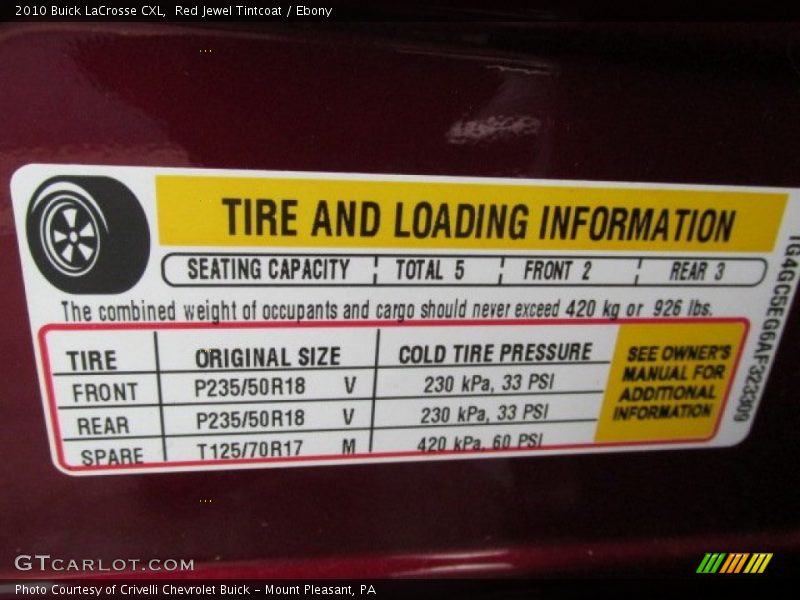 2010 Buick LaCrosse CXL, Red Jewel Tintcoat / Ebony
TIRE AND LOADING INFORMATION
SEATING CAPACITY TOTAL 5 FRONT 2 REAR 3
The combined weight of occupants and cargo should never exceed 420 kg or 926 lbs.
TIRE ORIGINAL SIZE COLD TIRE PRESSURE
FRONT P235/50R18 V 230 kPa, 33 PSI
REAR P235/50R18 V 230 kPa, 33 PSI
SPARE T125/70R17 M 420 kPa, 60 PSI
SEE OWNER'S
MANUAL FOR
ADDITIONAL
INFORMATION
1G4GC5EG6AF323309
GTCARLOT.COM
Photo Courtesy of Crivelli Chevrolet Buick - Mount Pleasant, PA